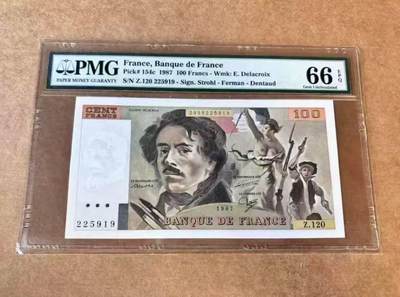 PMG
PAPER MONEY GUARANTY
France, Banque de France
Pick# 154c 1987 100 Francs - Wmk: E. Delacroix
S/N Z.120 225919 - Sign. Strohl - Ferman - Dentaud
66 EPQ
Gem Uncirculated
CENT
FRANCS
100
225919
BANQUE DE FRANCE
1987
Z.120